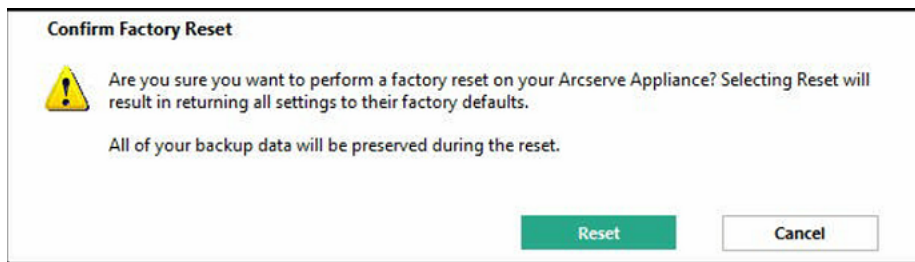 Confirm Factory Reset
Are you sure you want to perform a factory reset on your Arcserve Appliance? Selecting Reset will
result in returning all settings to their factory defaults.
All of your backup data will be preserved during the reset.
Reset
Cancel